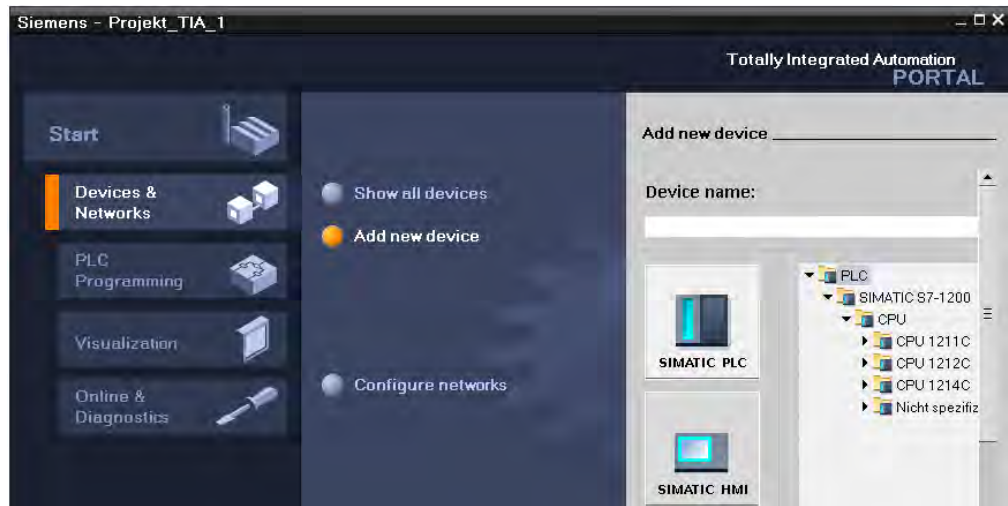 Siemens - Projekt_TIA_1
Totally Integrated Automation
PORTAL
Start
Devices &
Networks
PLC
Programming
Visualization
Online &
Diagnostics
Show all devices
Add new device
Configure networks
Add new device
Device name:
SIMATIC PLC
SIMATIC HMI
PLC
SIMATIC S7-1200
CPU
CPU 1211C
CPU 1212C
CPU 1214C
Nicht spezifiz